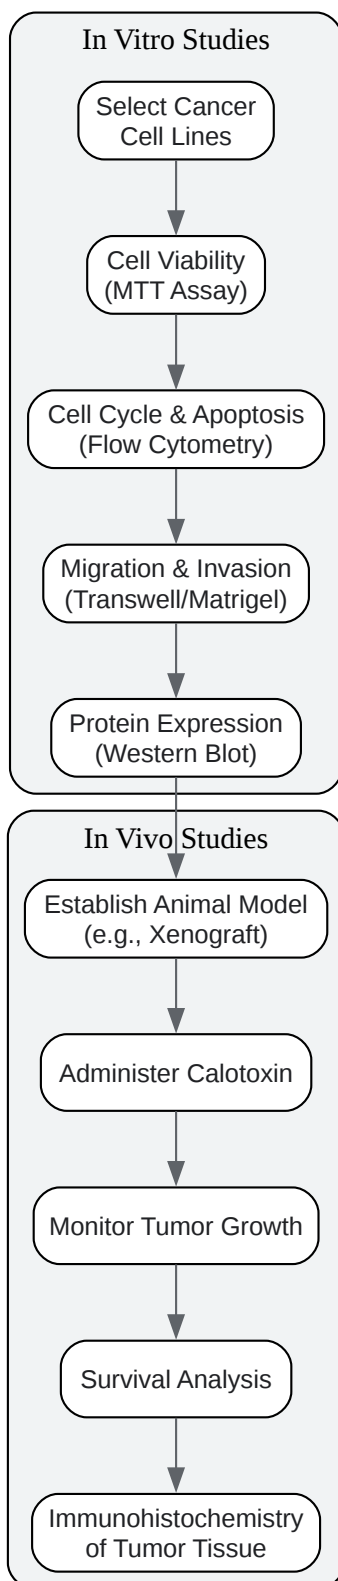 In Vitro Studies
Select Cancer
Cell Lines
Cell Viability
(MTT Assay)
Cell Cycle & Apoptosis
(Flow Cytometry)
Migration & Invasion
(Transwell/Matrigel)
Protein Expression
(Western Blot)
In Vivo Studies
Establish Animal Model
(e.g., Xenograft)
Administer Calotoxin
Monitor Tumor Growth
Survival Analysis
Immunohistochemistry
of Tumor Tissue